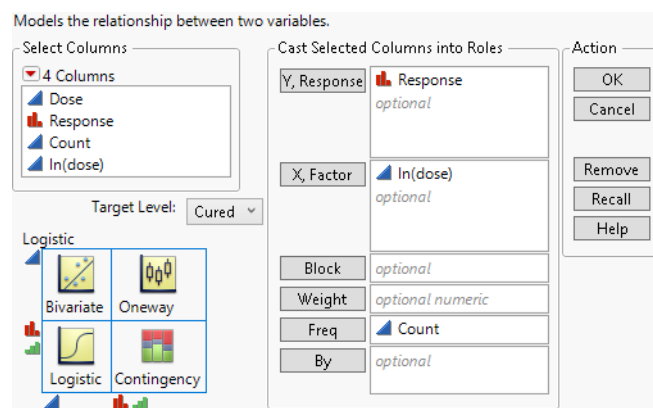 Models the relationship between two variables.
Select Columns
4 Columns
Dose
Response
Count
ln(dose)
Target Level: Cured
Logistic
Bivariate Oneway
Logistic Contingency
Cast Selected Columns into Roles
Y, Response Response
optional
X, Factor ln(dose)
optional
Block optional
Weight optional numeric
Freq Count
By optional
Action
OK
Cancel
Remove
Recall
Help